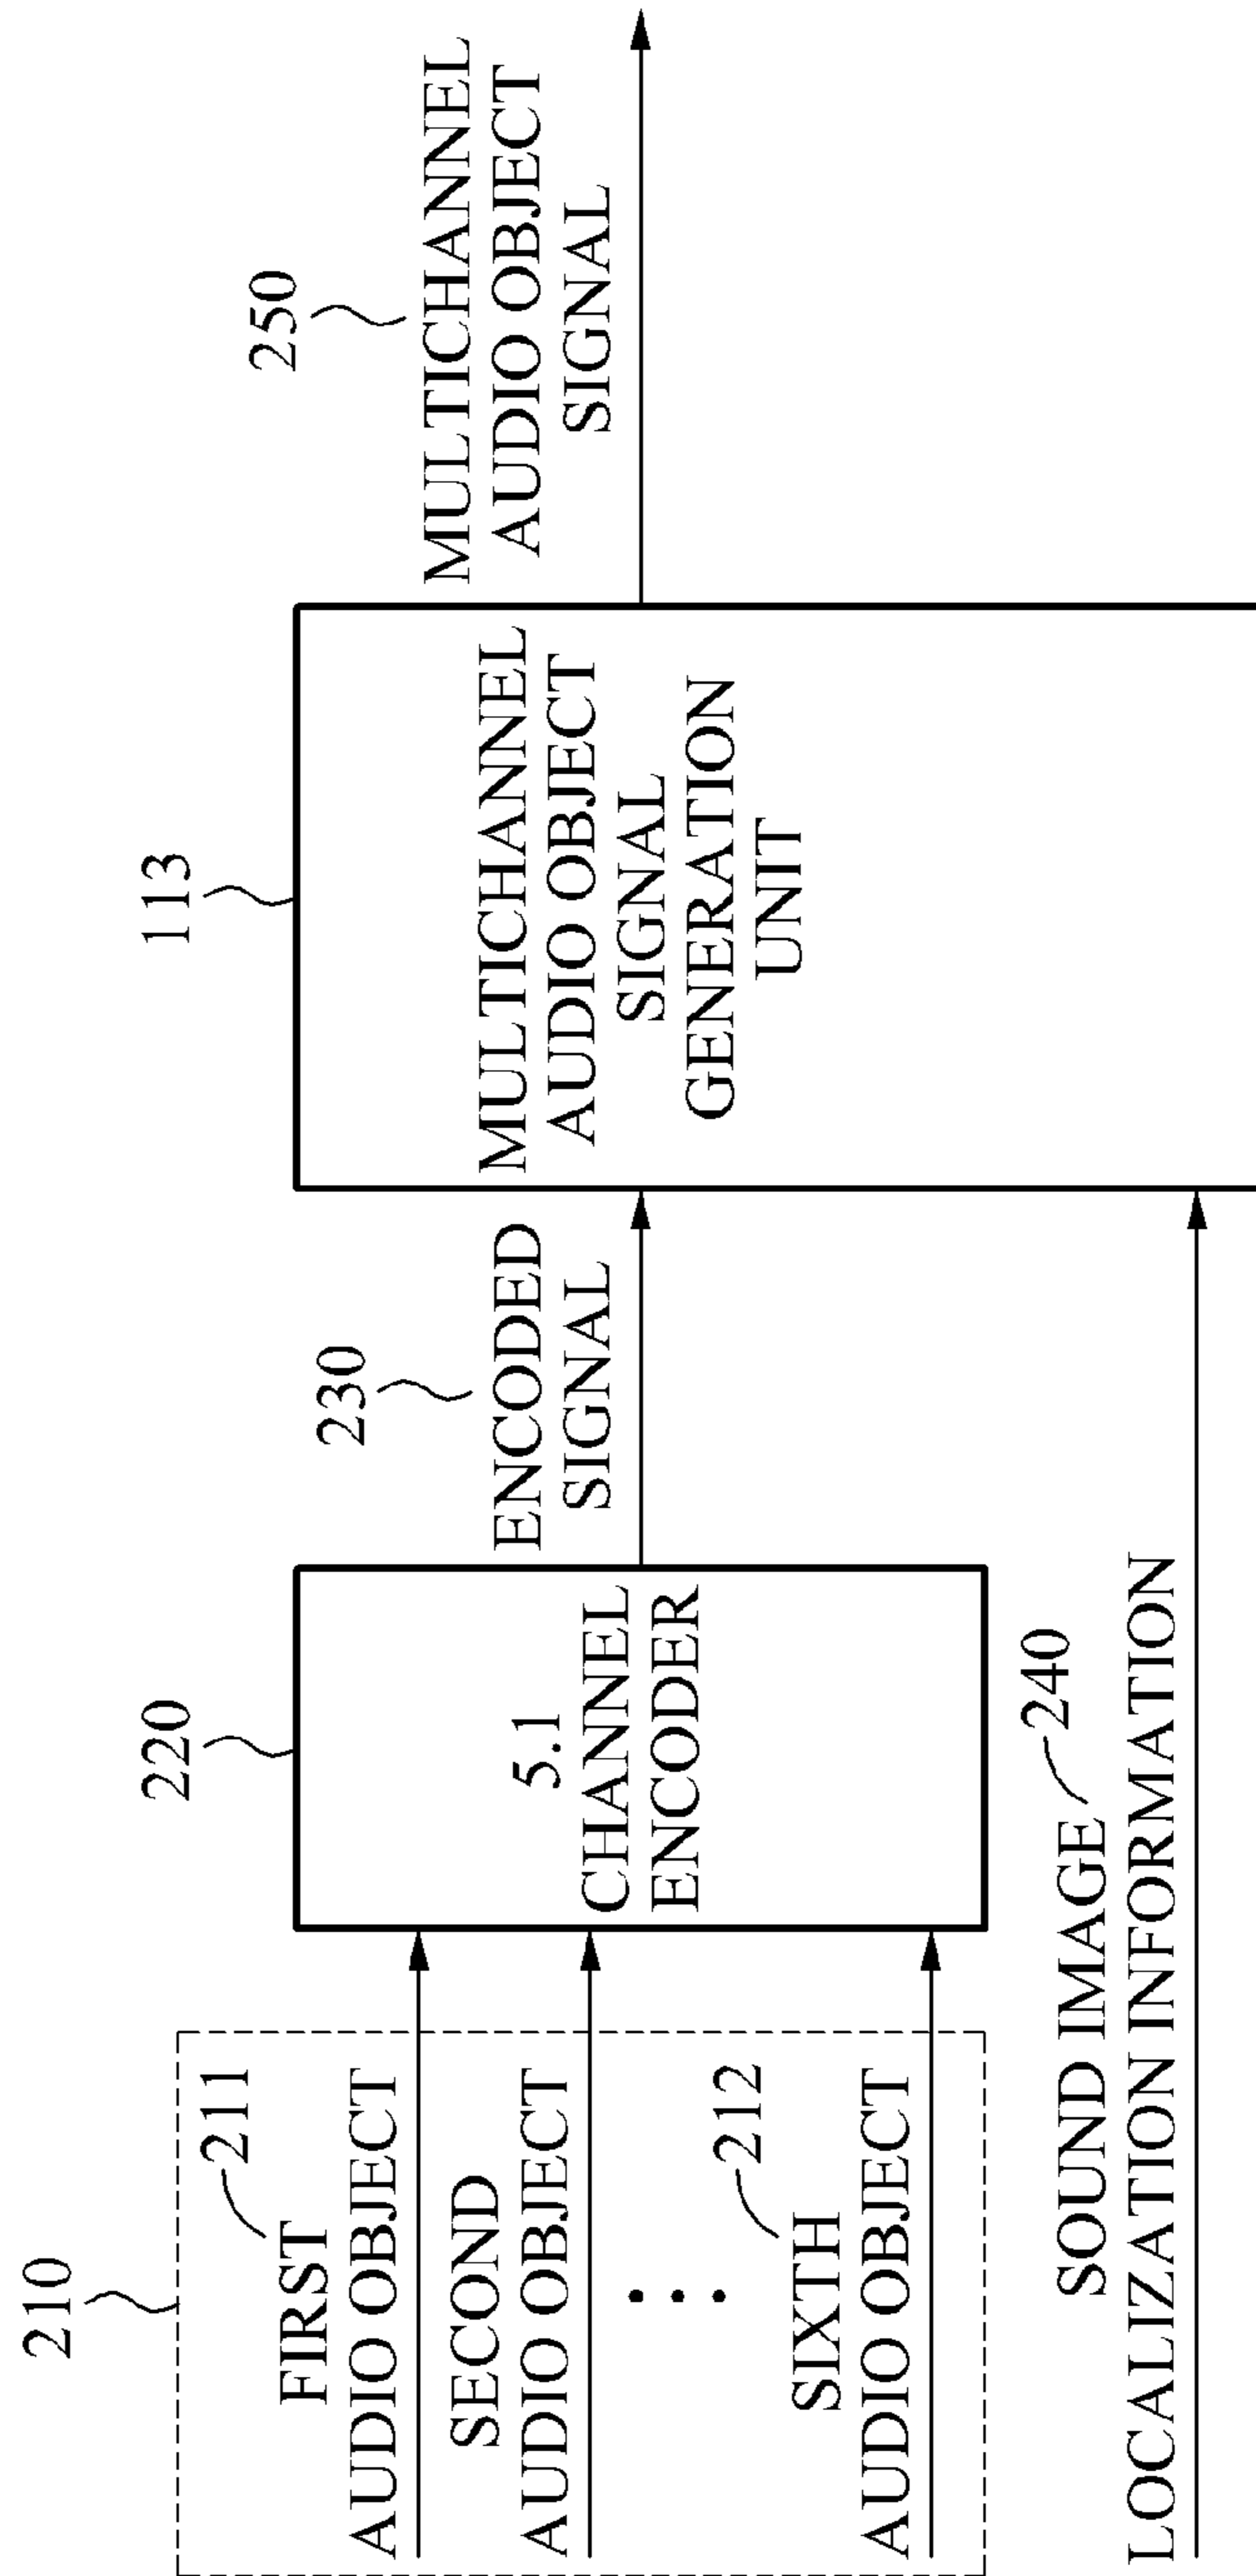 210
FIRST
211
AUDIO OBJECT
SECOND
AUDIO OBJECT
SIXTH
212
AUDIO OBJECT
220
5.1
CHANNEL
ENCODER
230
ENCODED
SIGNAL
SOUND IMAGE
240
LOCALIZATION INFORMATION
113
MULTICHANNEL
AUDIO OBJECT
SIGNAL
GENERATION
UNIT
250
MULTICHANNEL
AUDIO OBJECT
SIGNAL